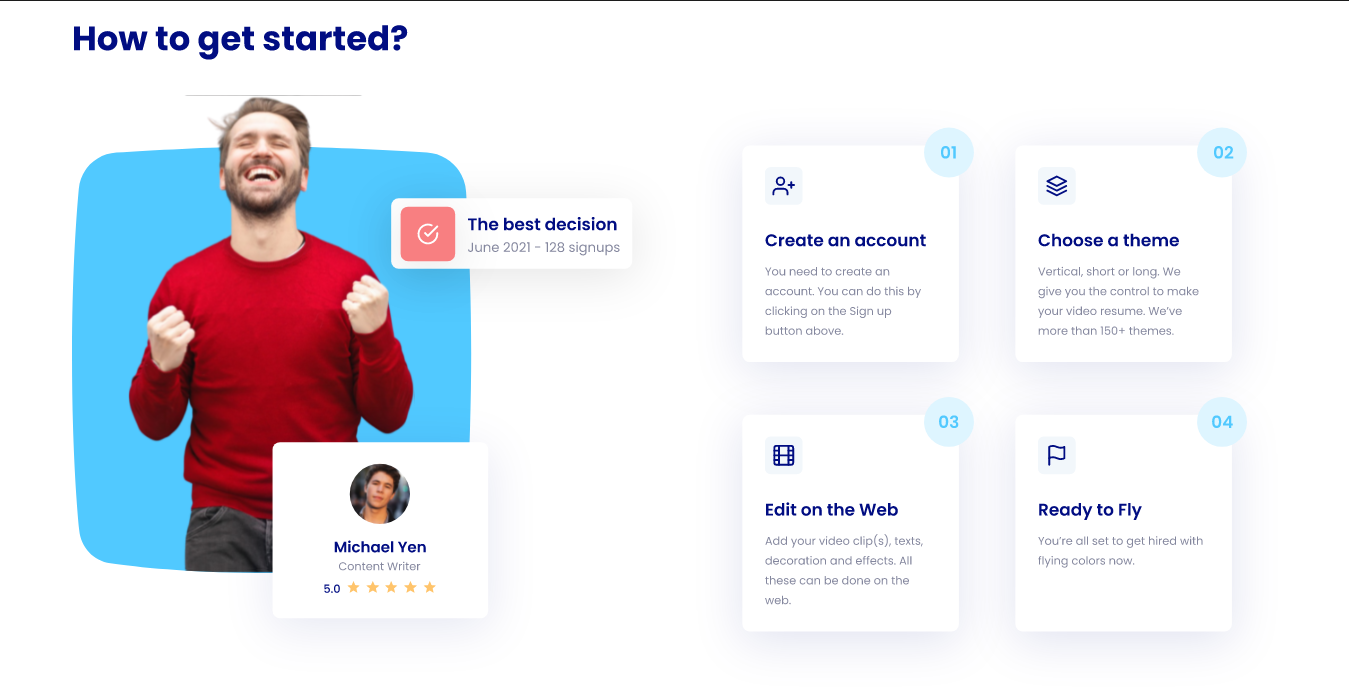 How to get started?
The best decision
June 2021 - 128 signups
Michael Yen
Content Writer
5.0
01
Create an account
You need to create an
account. You can do this by
clicking on the Sign up
button above.
02
Choose a theme
Vertical, short or long. We
give you the control to make
your video resume. We've
more than 150+ themes.
03
Edit on the Web
Add your video clip(s), texts,
decoration and effects. All
these can be done on the
web.
04
Ready to Fly
You're all set to get hired with
flying colors now.